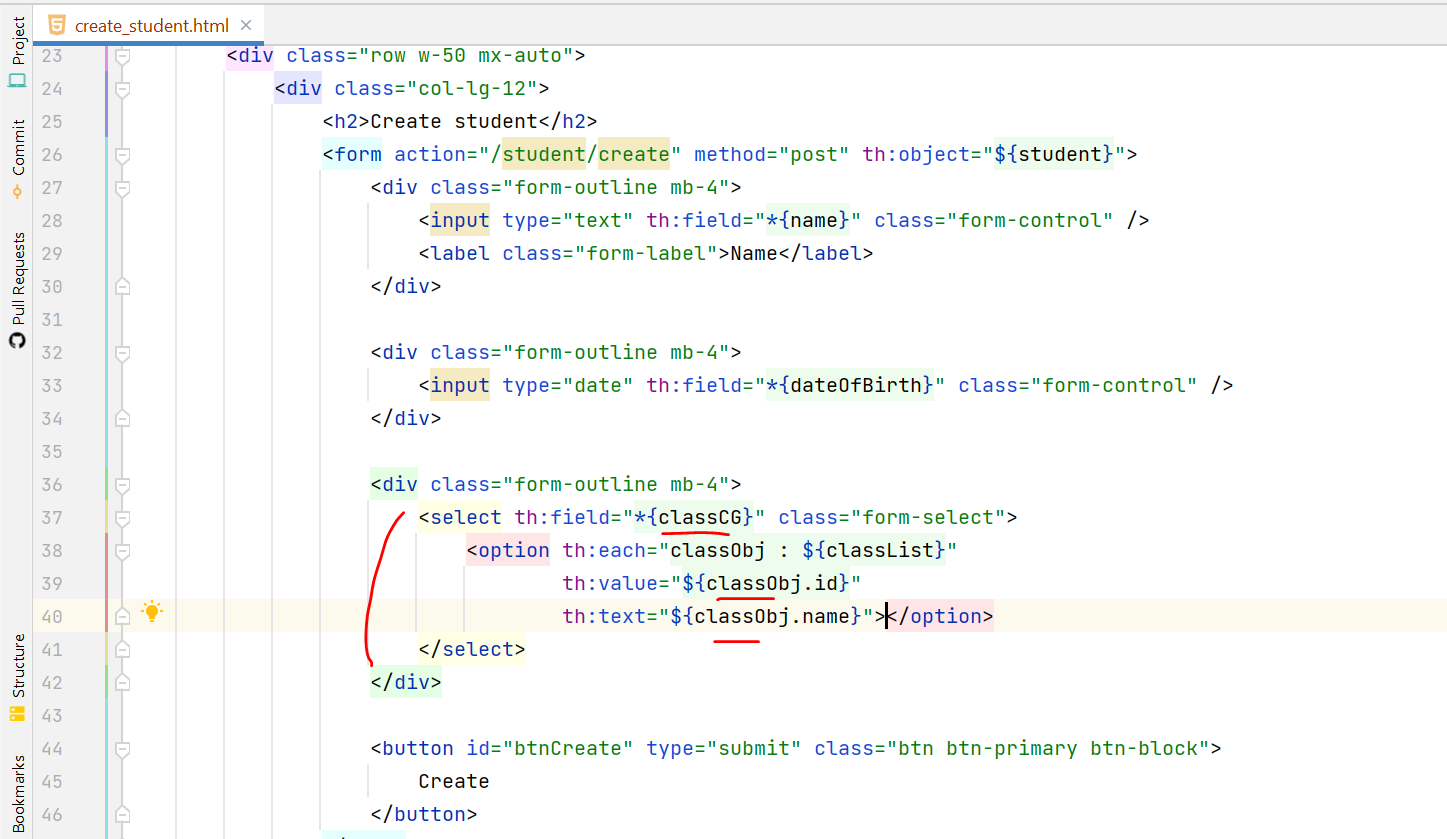 create_student.html
Project
Commit
Pull Requests
Structure
Bookmarks
23 <div class="row w-50 mx-auto">
24 <div class="col-lg-12">
25 <h2>Create student</h2>
26 <form action="/student/create" method="post" th:object="${student}">
27 <div class="form-outline mb-4">
28 <input type="text" th:field="*{name}" class="form-control" />
29 <label class="form-label">Name</label>
30 </div>
31
32 <div class="form-outline mb-4">
33 <input type="date" th:field="*{dateOfBirth}" class="form-control" />
34 </div>
35
36 <div class="form-outline mb-4">
37 <select th:field="*{classCG}" class="form-select">
38 <option th:each="classObj : ${classList}"
39 th:value="${classObj.id}"
40 th:text="${classObj.name}"></option>
41 </select>
42 </div>
43
44 <button id="btnCreate" type="submit" class="btn btn-primary btn-block">
45 Create
46 </button>